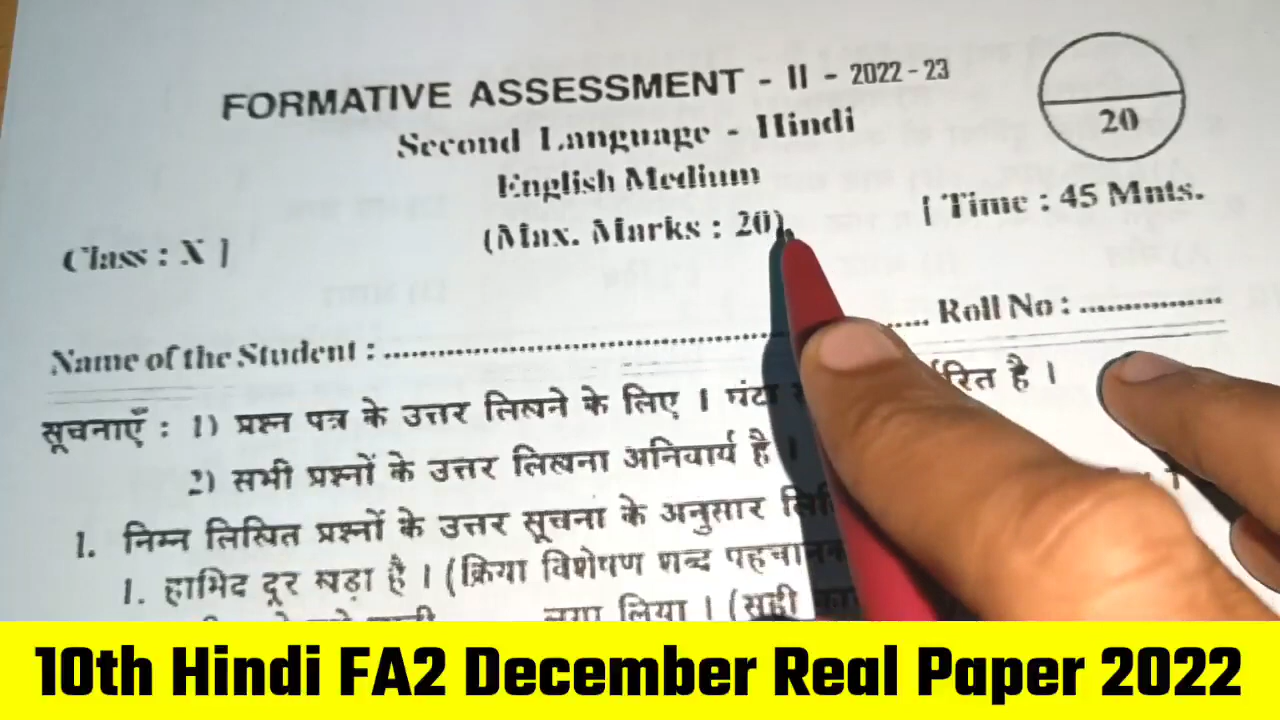 FORMATIVE ASSESSMENT - II - 2022 - 23
20
Second Language - Hindi
English Medium
Class : X ]
(Max. Marks : 20)
[ Time : 45 Mnts.
Name of the Student : ..............................
Roll No : ..................
सूचनाएँ : 1) प्रश्न पत्र के उत्तर लिखने के लिए 1 घंटा है ।
2) सभी प्रश्नों के उत्तर लिखना अनिवार्य है ।
1. निम्न लिखित प्रश्नों के उत्तर सूचना के अनुसार
1. हामिद दूर खड़ा है । (क्रिया विशेषण शब्द
लगा लिया । (सही
10th Hindi FA2 December Real Paper 2022